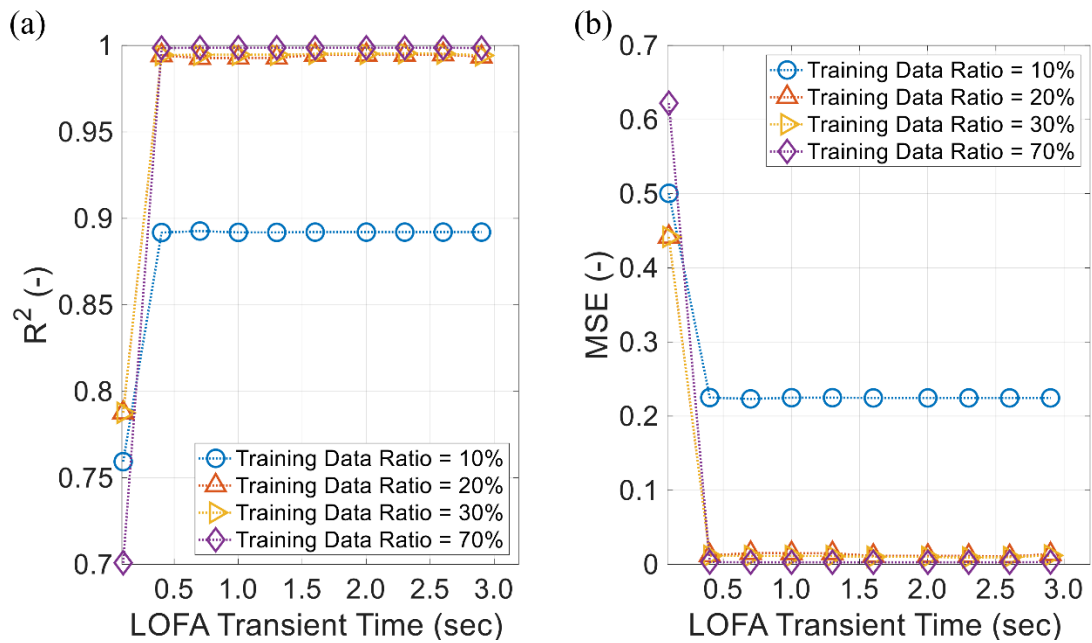 (a)
1
0.95
0.9
0.85
0.8
0.75
0.7
R² (-)
0.5 1.0 1.5 2.0 2.5 3.0
LOFA Transient Time (sec)
Training Data Ratio = 10%
Training Data Ratio = 20%
Training Data Ratio = 30%
Training Data Ratio = 70%
(b)
0.7
0.6
0.5
0.4
0.3
0.2
0.1
0
MSE (-)
0.5 1.0 1.5 2.0 2.5 3.0
LOFA Transient Time (sec)
Training Data Ratio = 10%
Training Data Ratio = 20%
Training Data Ratio = 30%
Training Data Ratio = 70%